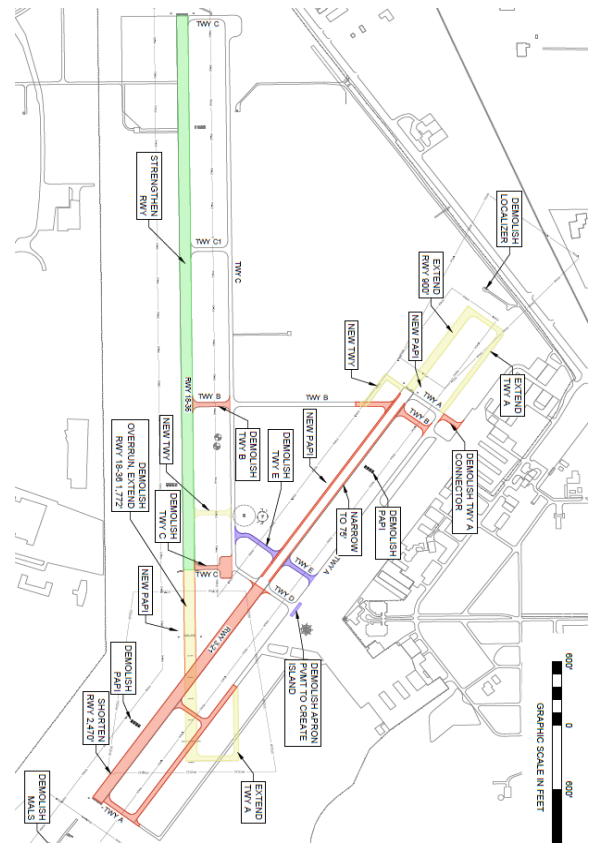 TWY C
STRENGTHEN
RWY
TWY C1
TWY C
RWY 18-36
TWY B
TWY B
DEMOLISH
LOCALIZER
EXTEND
RWY 900'
NEW PAPI
NEW TWY
TWY A
TWY B
EXTEND
TWY A
DEMOLISH TWY A
CONNECTOR
NEW PAPI
NARROW
TO 75'
DEMOLISH
PAPI
DEMOLISH
TWY B
DEMOLISH
TWY E
NEW TWY
DEMOLISH
TWY C
DEMOLISH
OVERRUN, EXTEND
RWY 18-36 1,772'
TWY C
TWY A
TWY E
TWY D
RWY 3-21
NEW PAPI
DEMOLISH APRON
PVMT TO CREATE
ISLAND
DEMOLISH
PAPI
SHORTEN
RWY 2,470'
EXTEND
TWY A
TWY A
DEMOLISH
MALS
600'
0
600'
GRAPHIC SCALE IN FEET